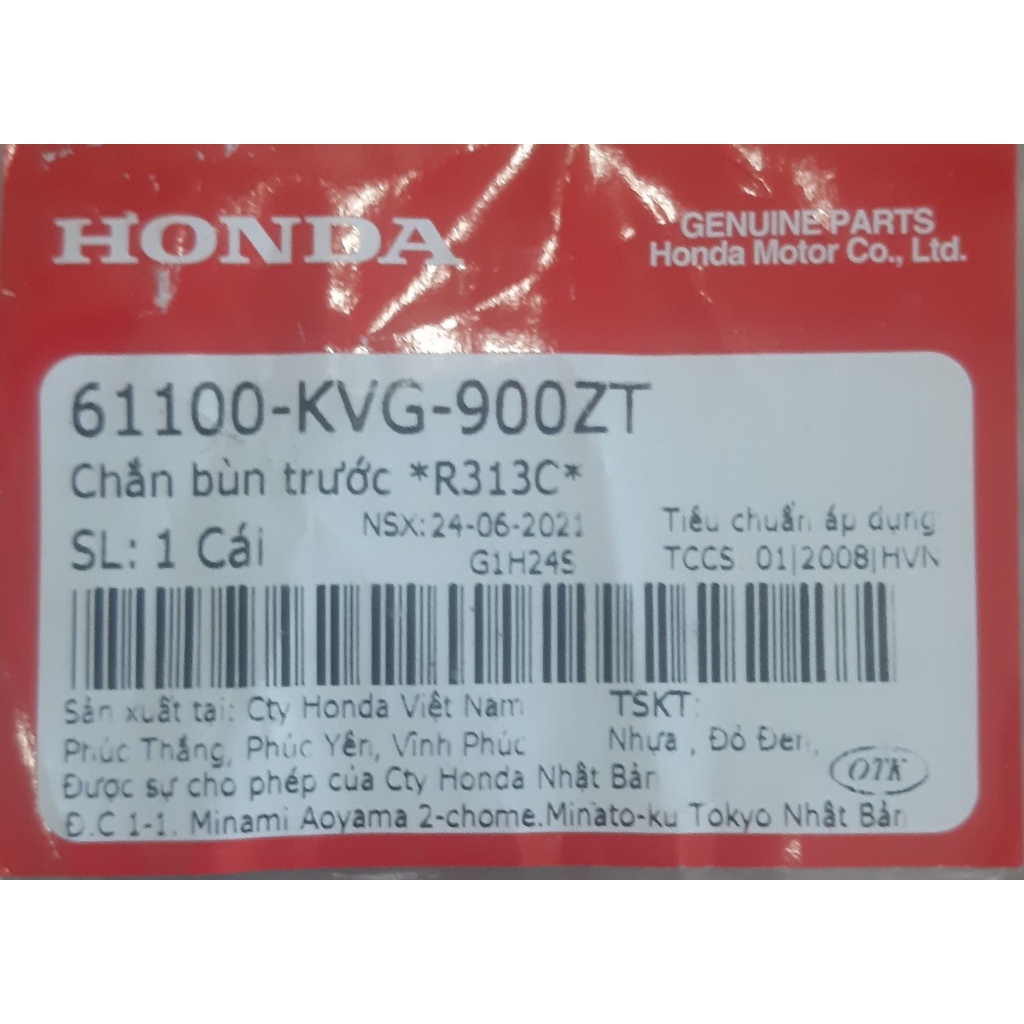 HONDA
GENUINE PARTS
Honda Motor Co., Ltd.
61100-KVG-900ZT
Chắn bùn trước *R313C*
SL: 1 Cái
NSX: 24-06-2021
G1H24S
Tiêu chuẩn áp dụng
TCCS 01|2008|HVN
Sản xuất tại: Cty Honda Việt Nam
Phúc Thắng, Phúc Yên, Vĩnh Phúc
Được sự cho phép của Cty Honda Nhật Bản
Đ.C 1-1. Minami Aoyama 2-chome.Minato-ku Tokyo Nhật Bản
TSKT:
Nhựa , Đỏ Đen,
OTK